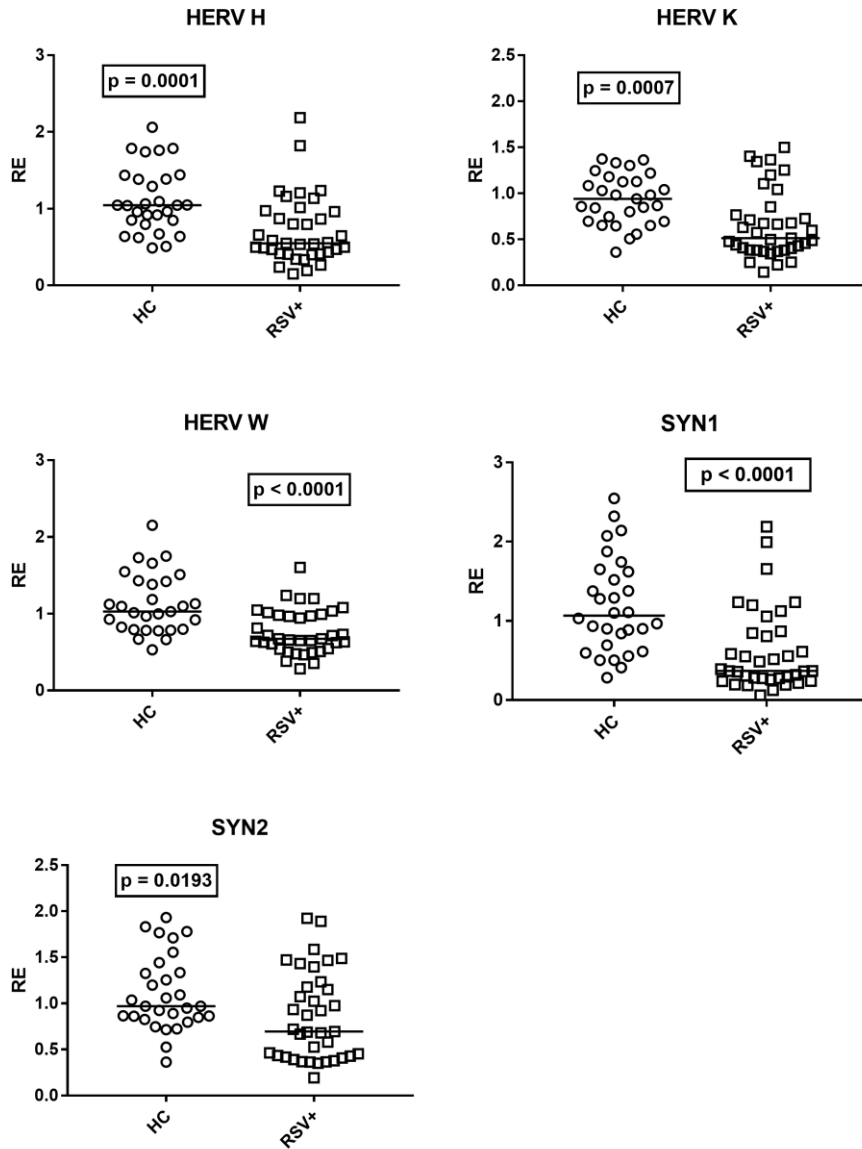 HERV H
3
2
1
0
RE
p = 0.0001
HC
RSV+
HERV K
2.5
2.0
1.5
1.0
0.5
0.0
RE
p = 0.0007
HC
RSV+
HERV W
3
2
1
0
RE
p < 0.0001
HC
RSV+
SYN1
3
2
1
0
RE
p < 0.0001
HC
RSV+
SYN2
2.5
2.0
1.5
1.0
0.5
0.0
RE
p = 0.0193
HC
RSV+